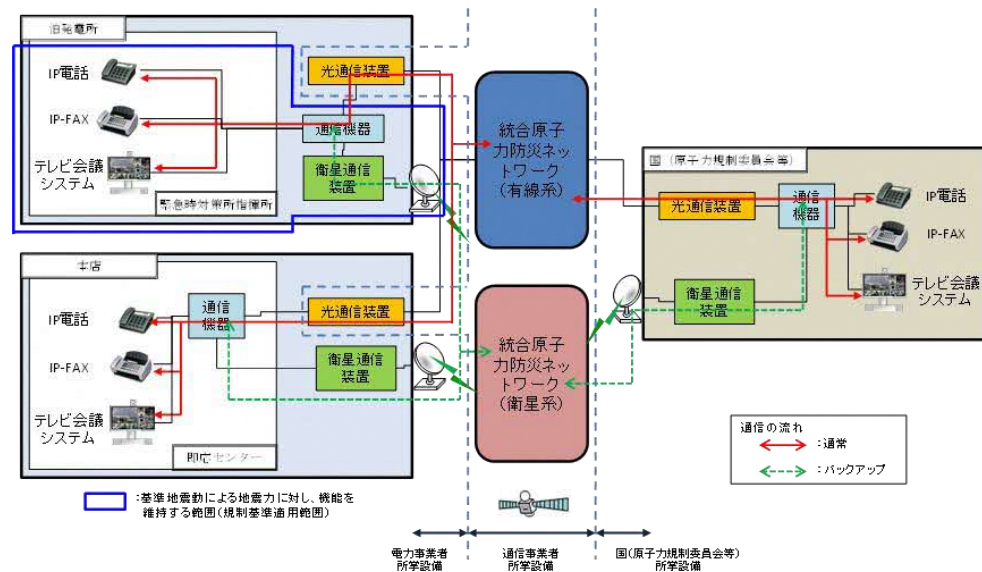 泊発電所
IP電話
IP-FAX
テレビ会議
システム
緊急時対策所指揮所
光通信装置
通信機器
衛星通信
装置
本店
IP電話
IP-FAX
テレビ会議
システム
即応センター
通信
機器
光通信装置
衛星通信
装置
統合原子
力防災ネッ
トワーク
(有線系)
統合原子
力防災ネッ
トワーク
(衛星系)
国(原子力規制委員会等)
光通信装置
通信
機器
衛星通信
装置
IP電話
IP-FAX
テレビ会議
システム
通信の流れ
:通常
:バックアップ
:基準地震動による地震力に対し、機能を
維持する範囲(規制基準適用範囲)
電力事業者
所掌設備
通信事業者
所掌設備
国(原子力規制委員会等)
所掌設備